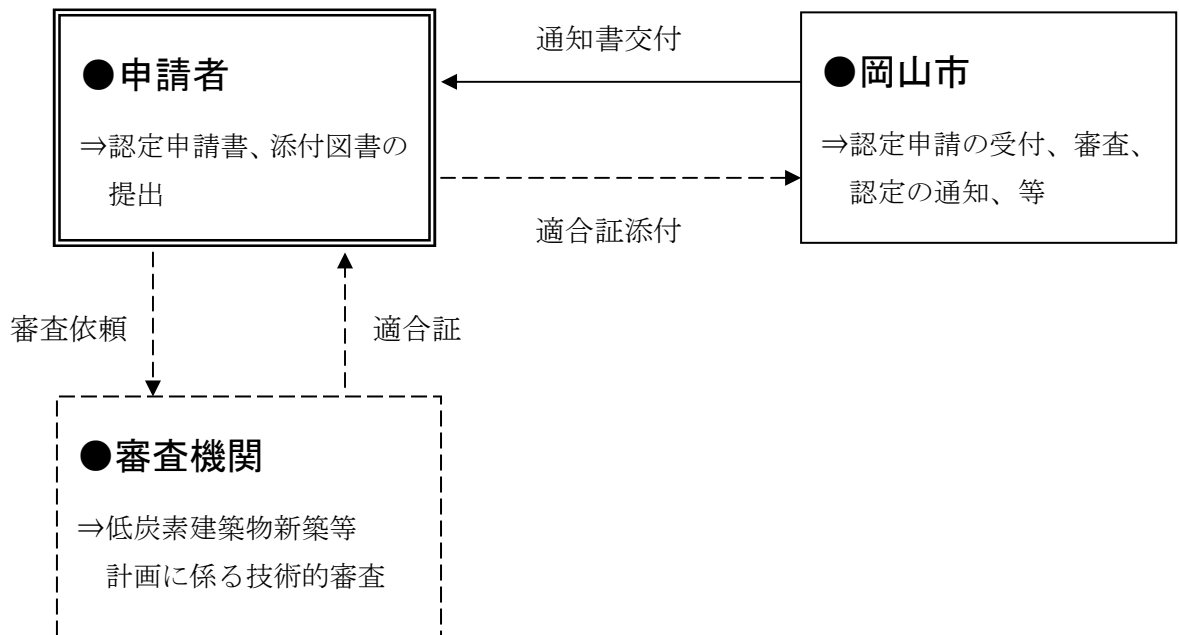 通知書交付
●申請者
⇒認定申請書、添付図書の
提出
●岡山市
⇒認定申請の受付、審査、
認定の通知、等
適合証添付
審査依頼
適合証
●審査機関
⇒低炭素建築物新築等
計画に係る技術的審査